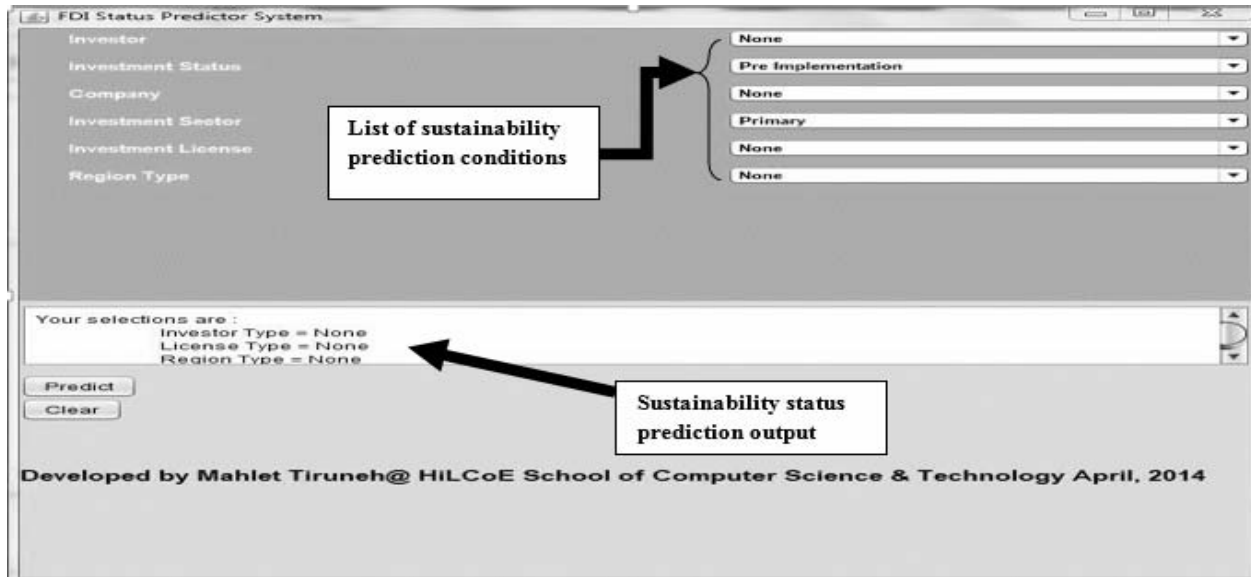 FDI Status Predictor System
Investor None
Investment Status Pre Implementation
Company None
Investment Sector Primary
Investment License None
Region Type None
List of sustainability
prediction conditions
Your selections are :
Investor Type = None
License Type = None
Region Type = None
Predict
Clear
Sustainability status
prediction output
Developed by Mahlet Tiruneh@ HiLCoE School of Computer Science & Technology April, 2014